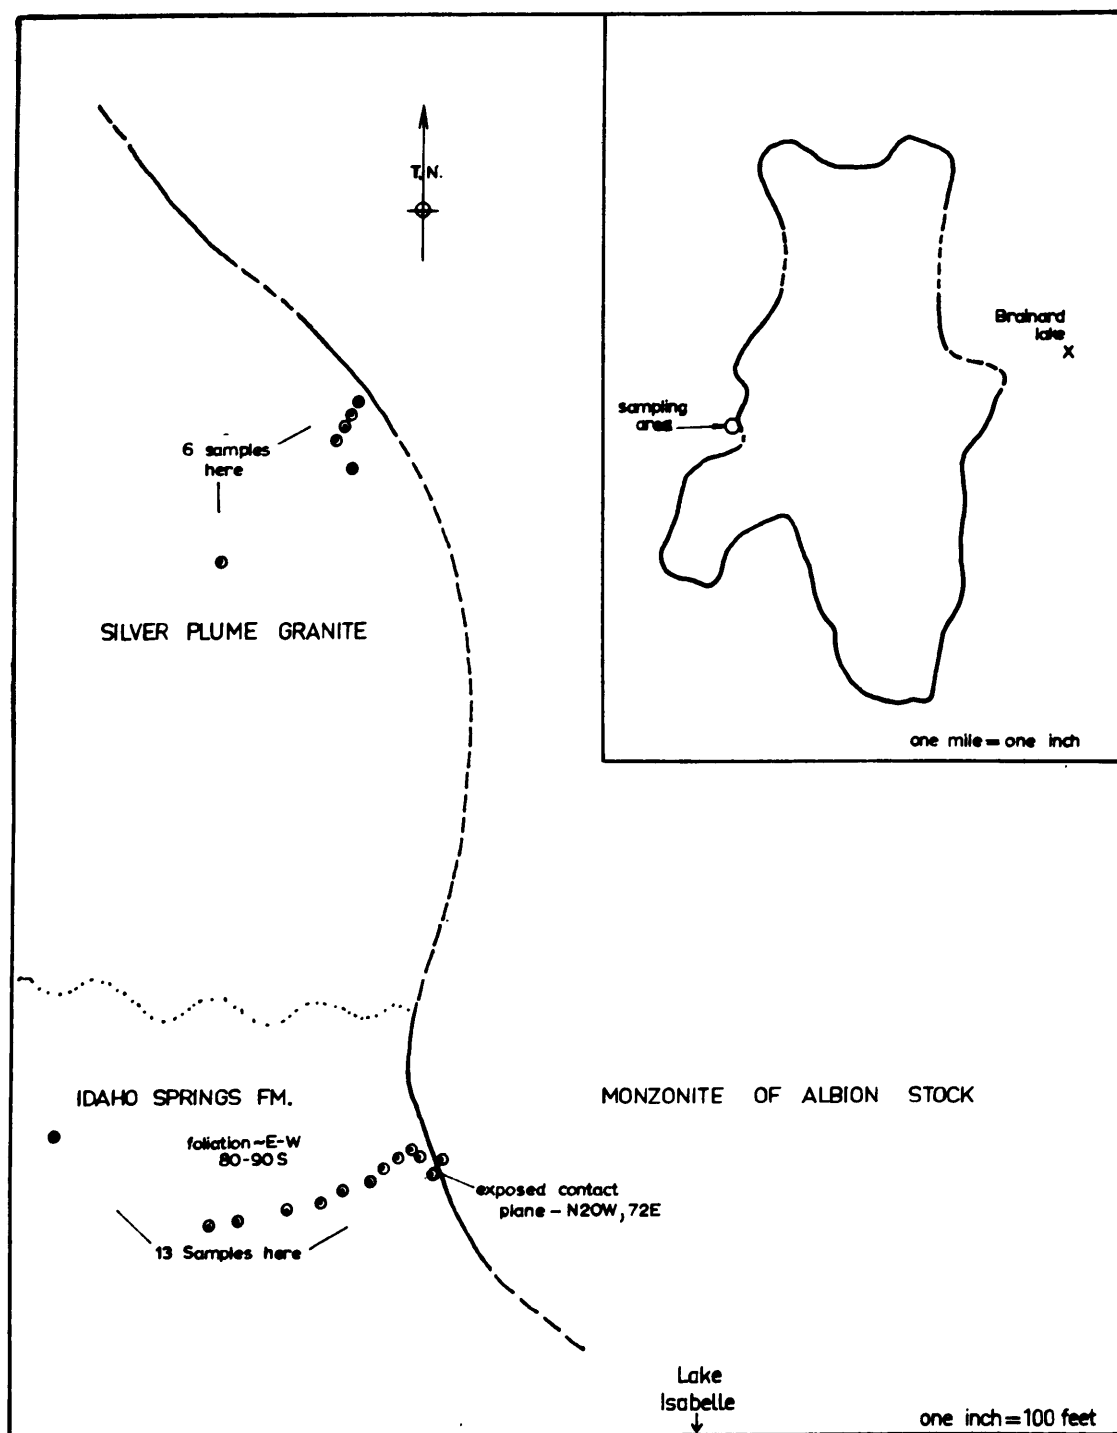 T.N.
Brainard
lake
X
sampling
area
one mile = one inch
6 samples
here
SILVER PLUME GRANITE
IDAHO SPRINGS FM.
foliation ~E-W
80-90 S
MONZONITE OF ALBION STOCK
exposed contact
plane - N20W, 72E
13 Samples here
Lake
Isabelle
one inch = 100 feet